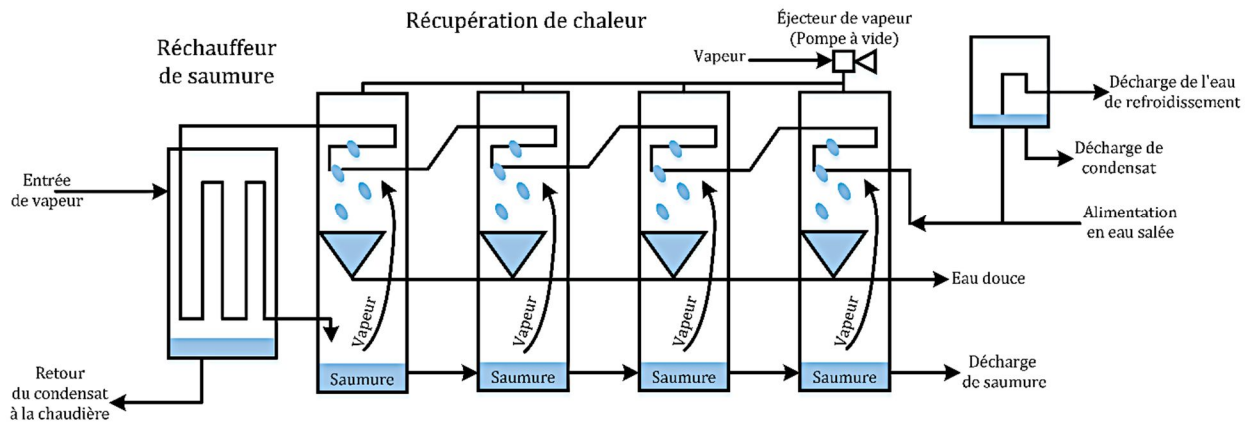 Récupération de chaleur
Éjecteur de vapeur
(Pompe à vide)
Réchauffeur
de saumure
Vapeur
Décharge de l'eau
de refroidissement
Décharge de
condensat
Entrée
de vapeur
Alimentation
en eau salée
Eau douce
Vapeur
Vapeur
Vapeur
Vapeur
Retour
du condensat
à la chaudière
Saumure
Saumure
Saumure
Saumure
Décharge
de saumure